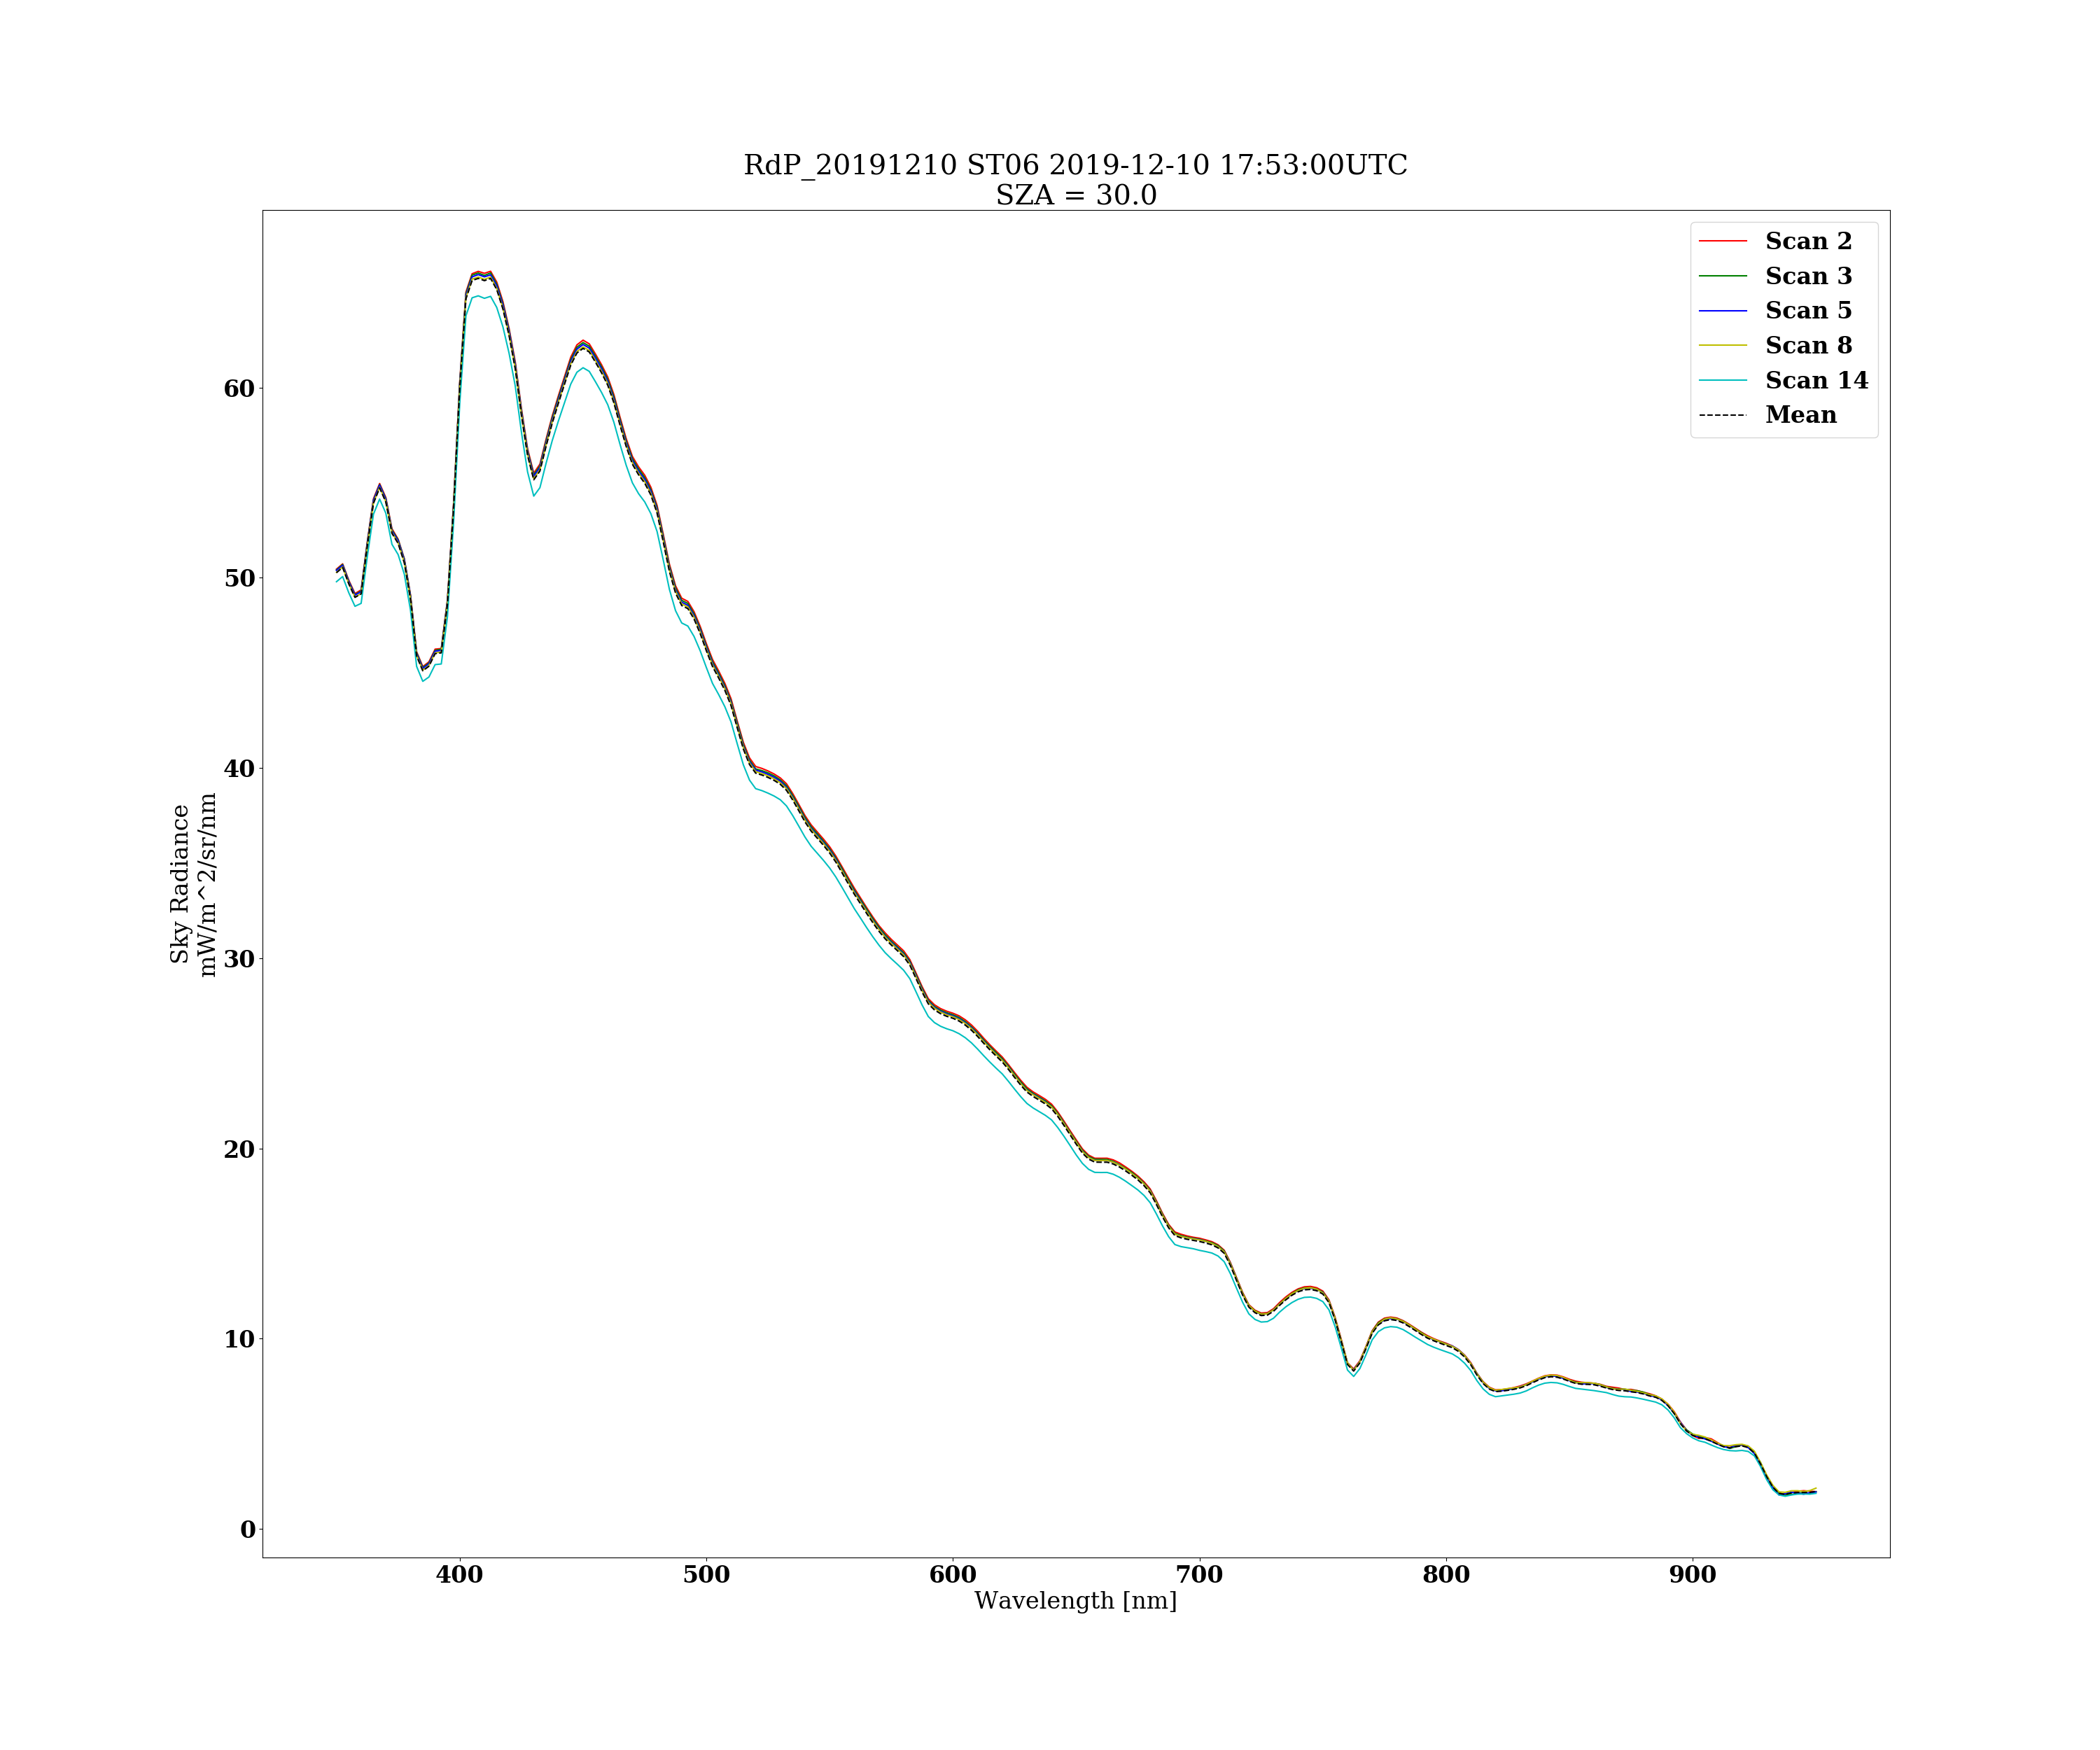 RdP_20191210 ST06 2019-12-10 17:53:00UTC
SZA = 30.0
Scan 2
Scan 3
Scan 5
Scan 8
Scan 14
Mean
Sky Radiance
mW/m^2/sr/nm
60
50
40
30
20
10
0
400 500 600 700 800 900
Wavelength [nm]